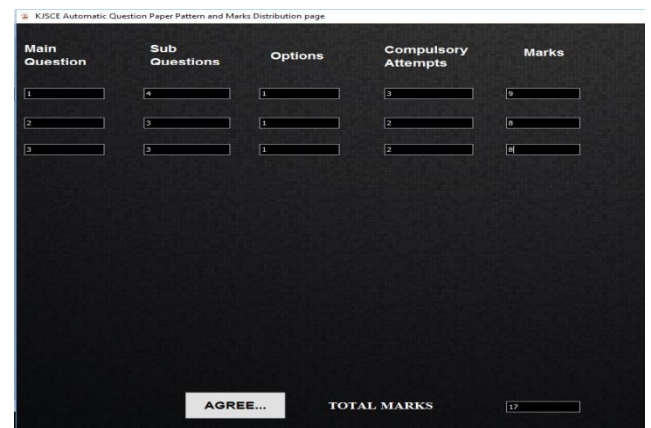 KJSCE Automatic Question Paper Pattern and Marks Distribution page
Main Question Sub Questions Options Compulsory Attempts Marks
1 4 1 3 9
2 3 1 2 8
3 3 1 2 8
AGREE... TOTAL MARKS 17